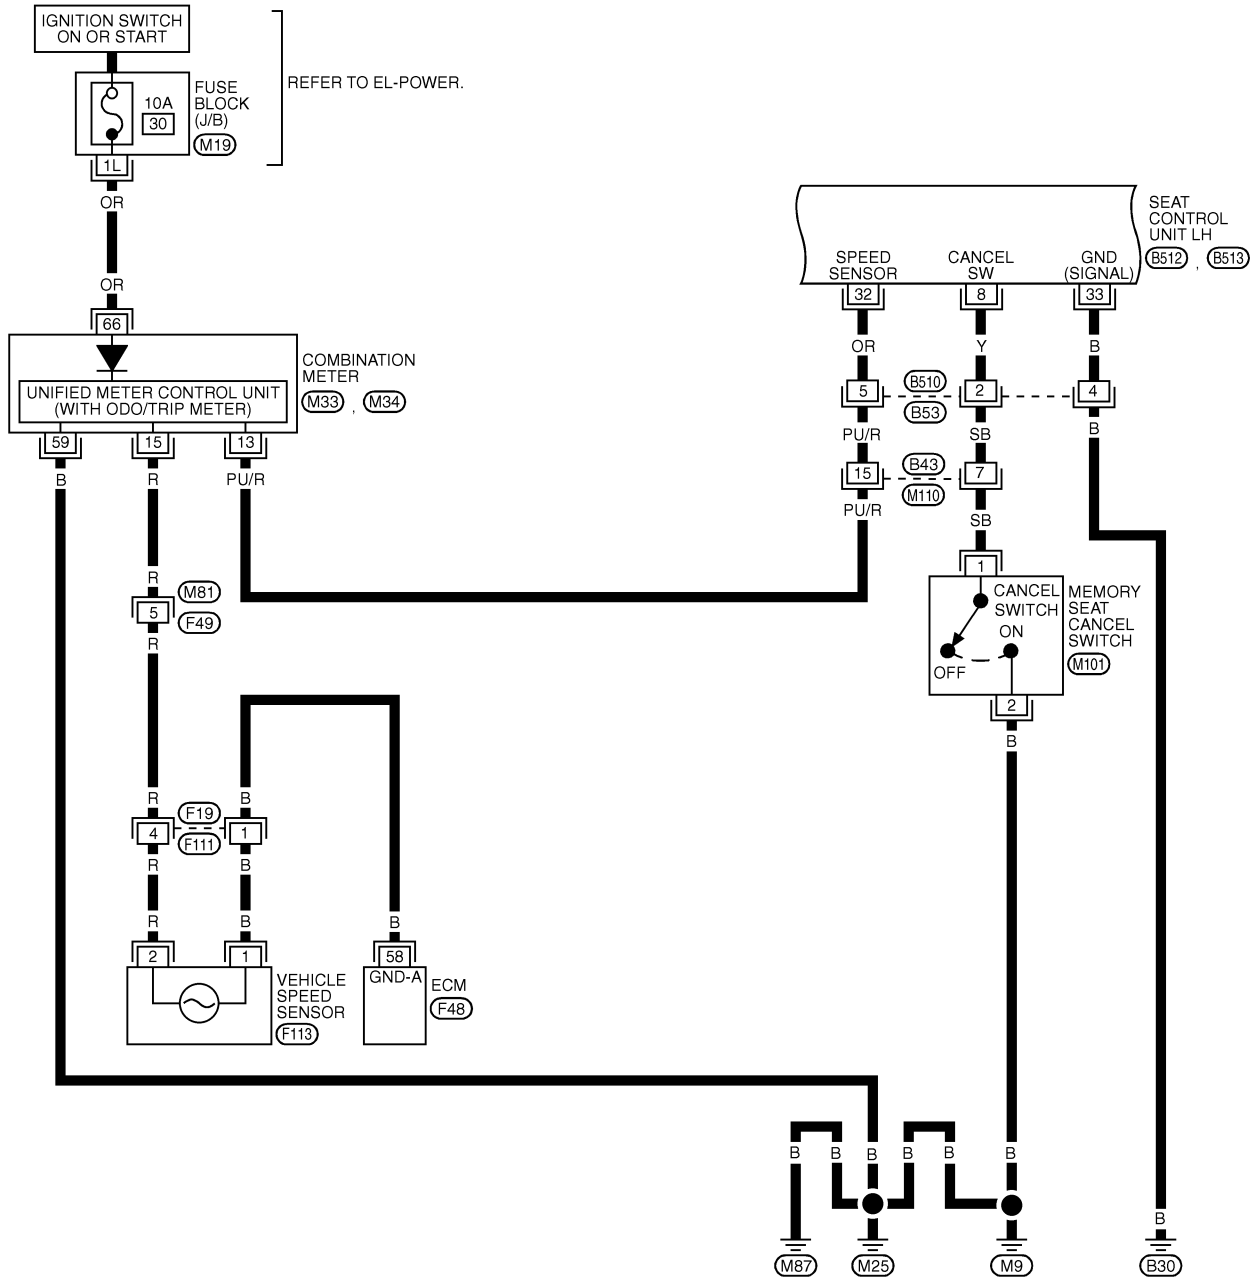 IGNITION SWITCH
ON OR START
REFER TO EL-POWER.
10A
30
FUSE
BLOCK
(J/B)
M19
1L
OR
OR
66
UNIFIED METER CONTROL UNIT
(WITH ODO/TRIP METER)
COMBINATION
METER
M33 , M34
59
15
13
B
R
PU/R
R
M81
5
F49
R
R
B
F19
4
1
F111
R
B
R
B
B
2
1
58
GND-A
VEHICLE
SPEED
SENSOR
F113
ECM
F48
SEAT
CONTROL
UNIT LH
B512 , B513
SPEED
SENSOR
CANCEL
SW
GND
(SIGNAL)
32
8
33
OR
Y
B
5
B510
B53
2
4
PU/R
SB
B
15
B43
M110
7
PU/R
SB
1
CANCEL
SWITCH
ON
OFF
MEMORY
SEAT
CANCEL
SWITCH
M101
2
B
B
B
B
B
B
B
B
M87
M25
M9
B30